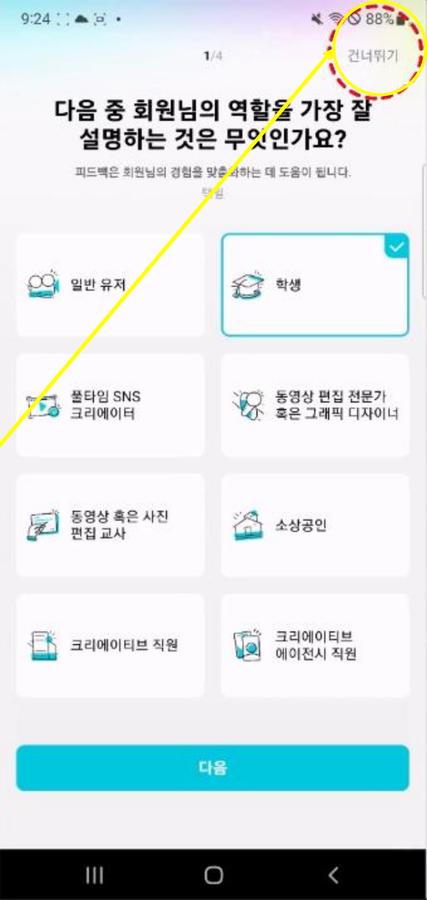 9:24
88%
1/4
건너뛰기
다음 중 회원님의 역할을 가장 잘
설명하는 것은 무엇인가요?
피드백은 회원님의 경험을 맞춤화하는 데 도움이 됩니다.
택일
일반 유저
학생
풀타임 SNS
크리에이터
동영상 편집 전문가
혹은 그래픽 디자이너
동영상 혹은 사진
편집 교사
소상공인
크리에이티브 직원
크리에이티브
에이전시 직원
다음